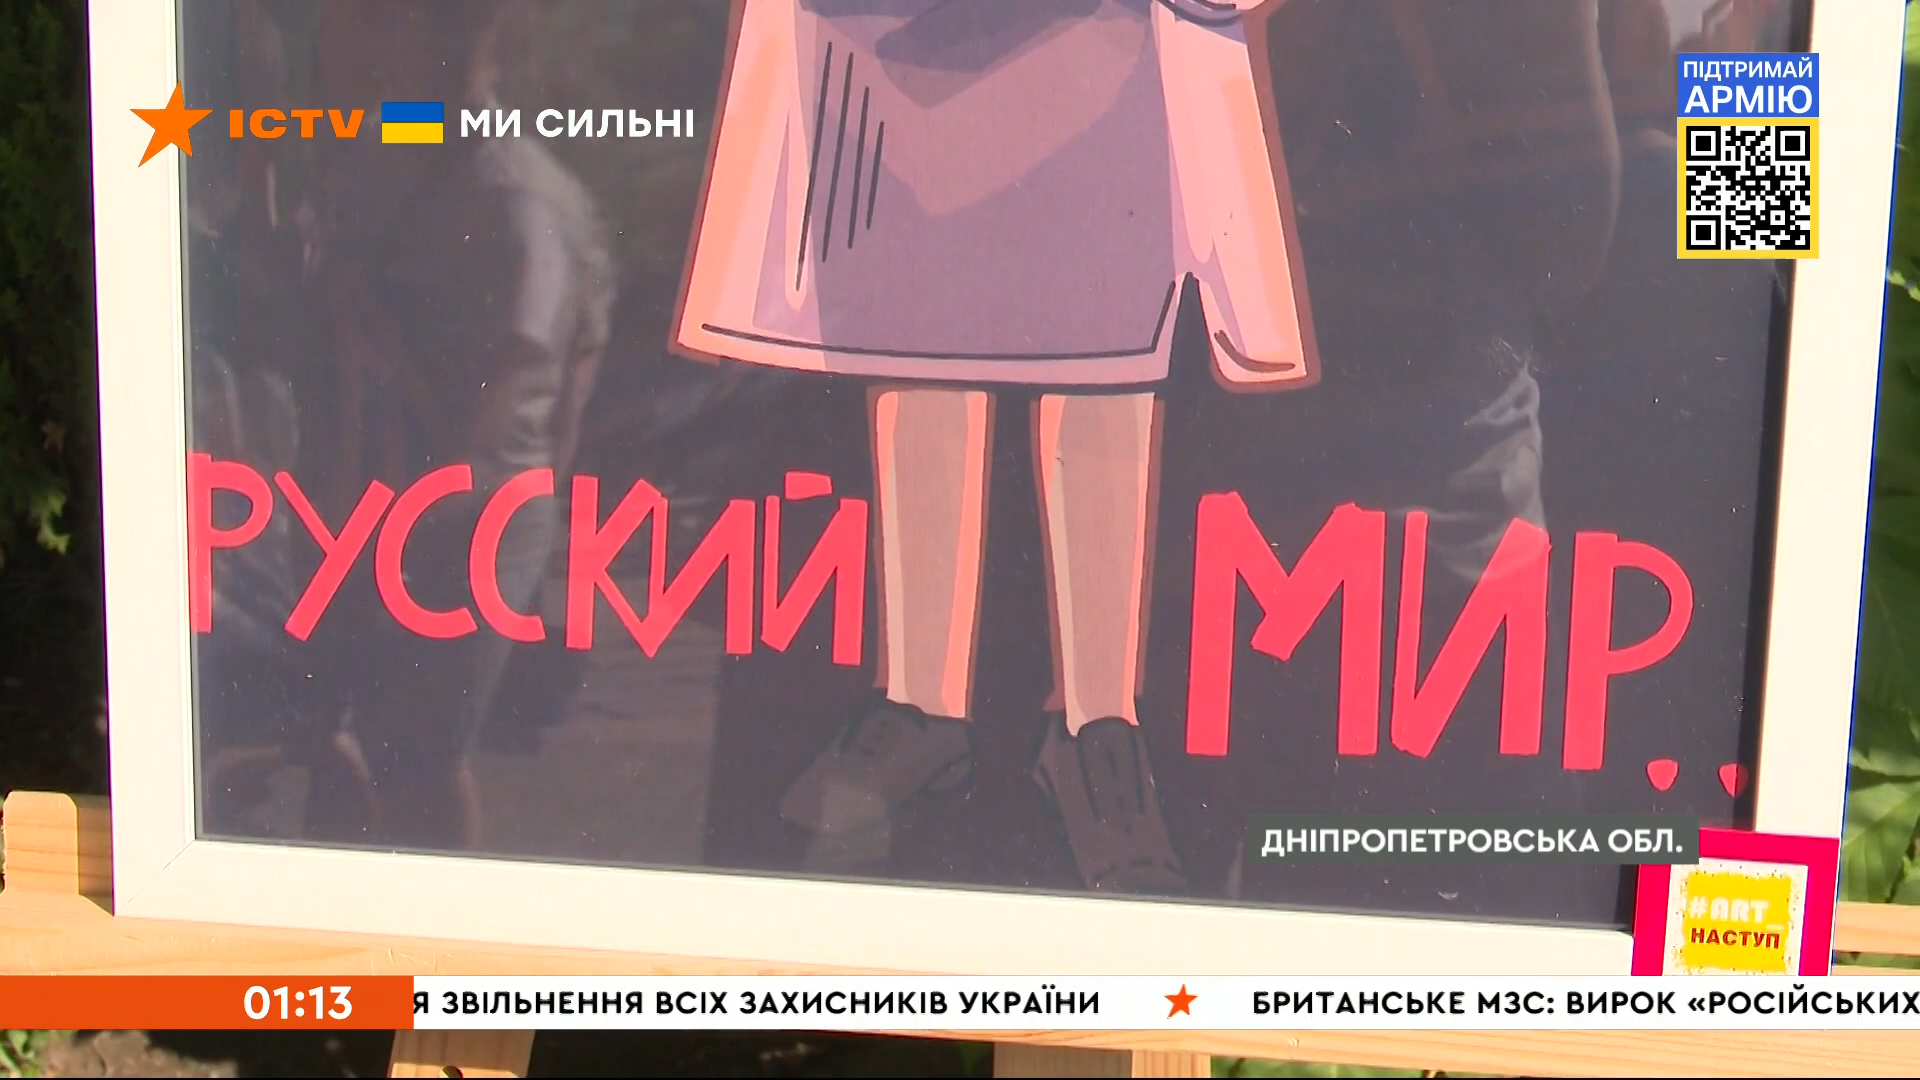 ICTV МИ СИЛЬНІ
ПІДТРИМАЙ
АРМІЮ
РУССКИЙ МИР..
ДНІПРОПЕТРОВСЬКА ОБЛ.
#ART_
НАСТУП
01:13 Я ЗВІЛЬНЕННЯ ВСІХ ЗАХИСНИКІВ УКРАЇНИ БРИТАНСЬКЕ МЗС: ВИРОК «РОСІЙСЬКИХ